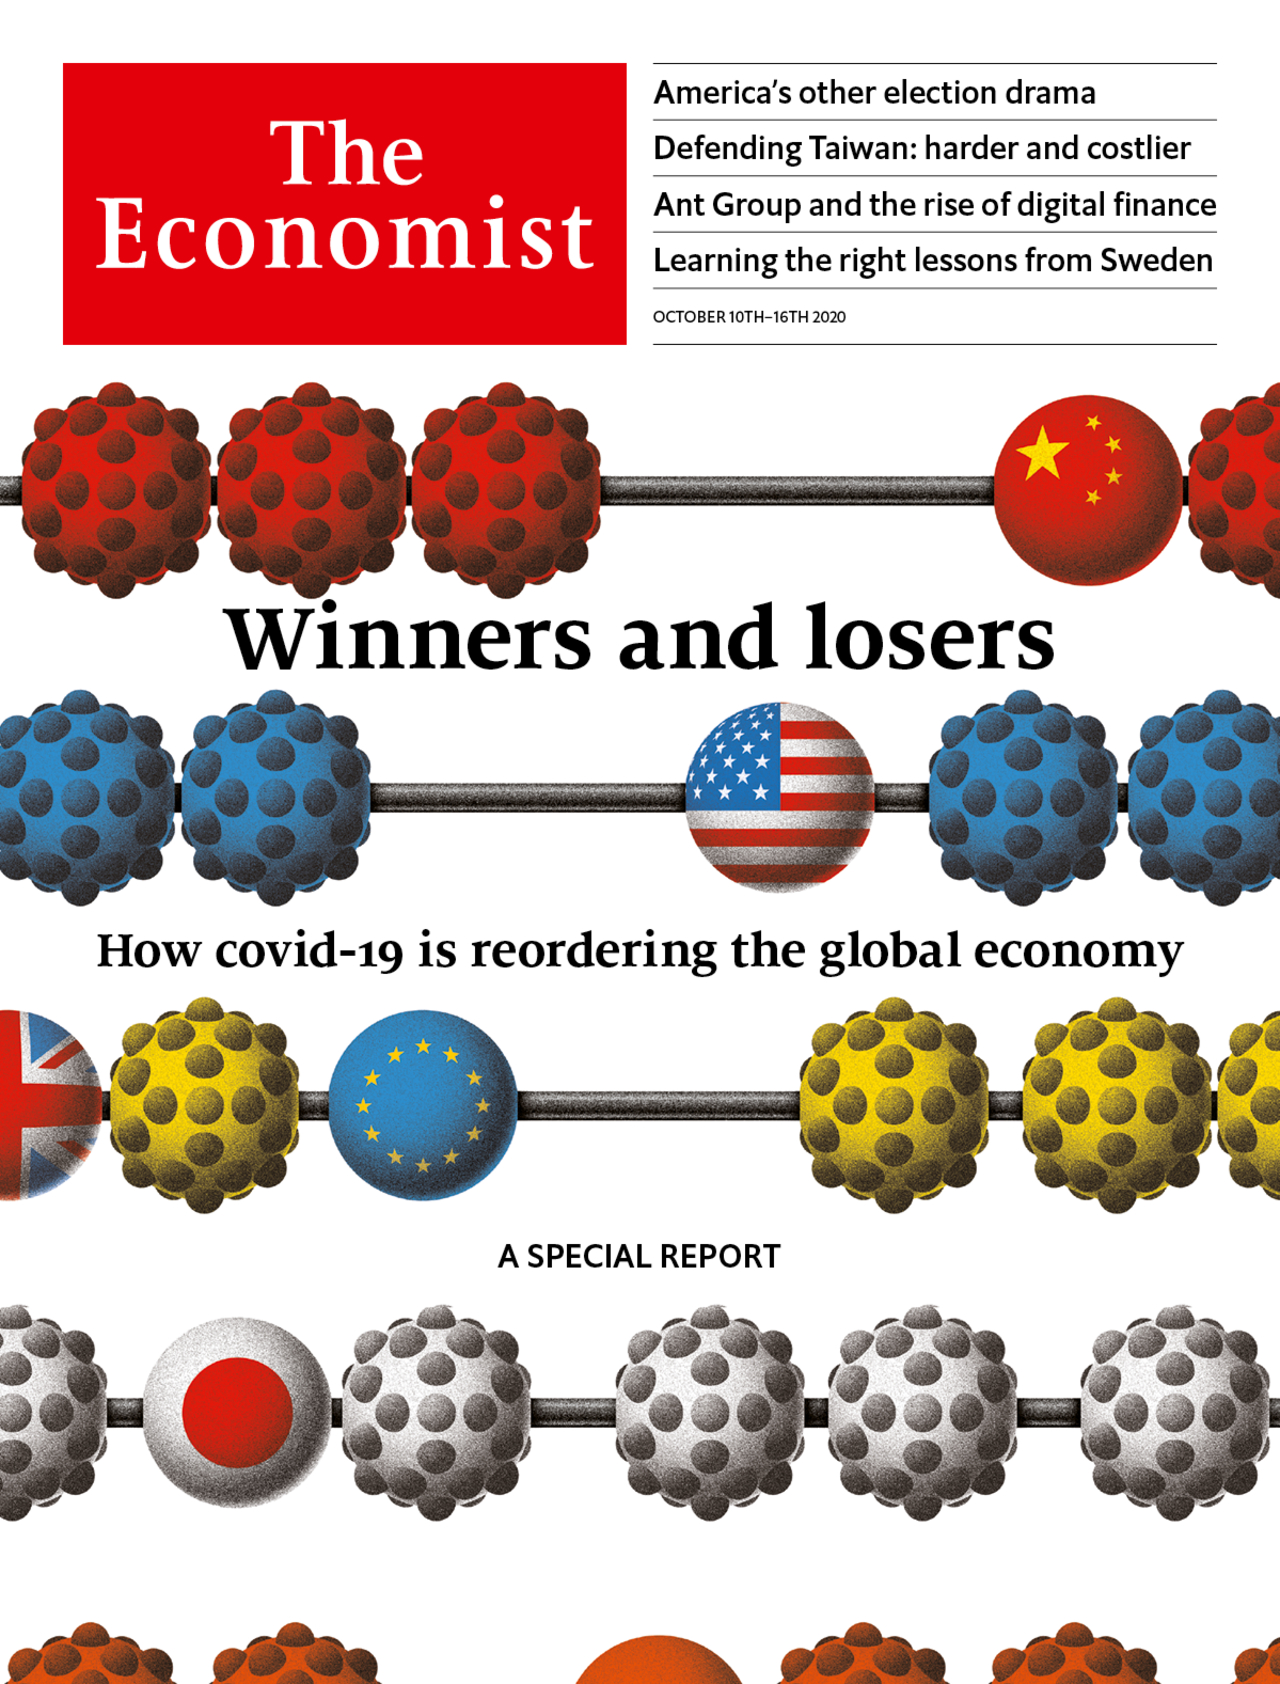 The
Economist
America’s other election drama
Defending Taiwan: harder and costlier
Ant Group and the rise of digital finance
Learning the right lessons from Sweden
OCTOBER 10TH–16TH 2020
Winners and losers
How covid-19 is reordering the global economy
A SPECIAL REPORT